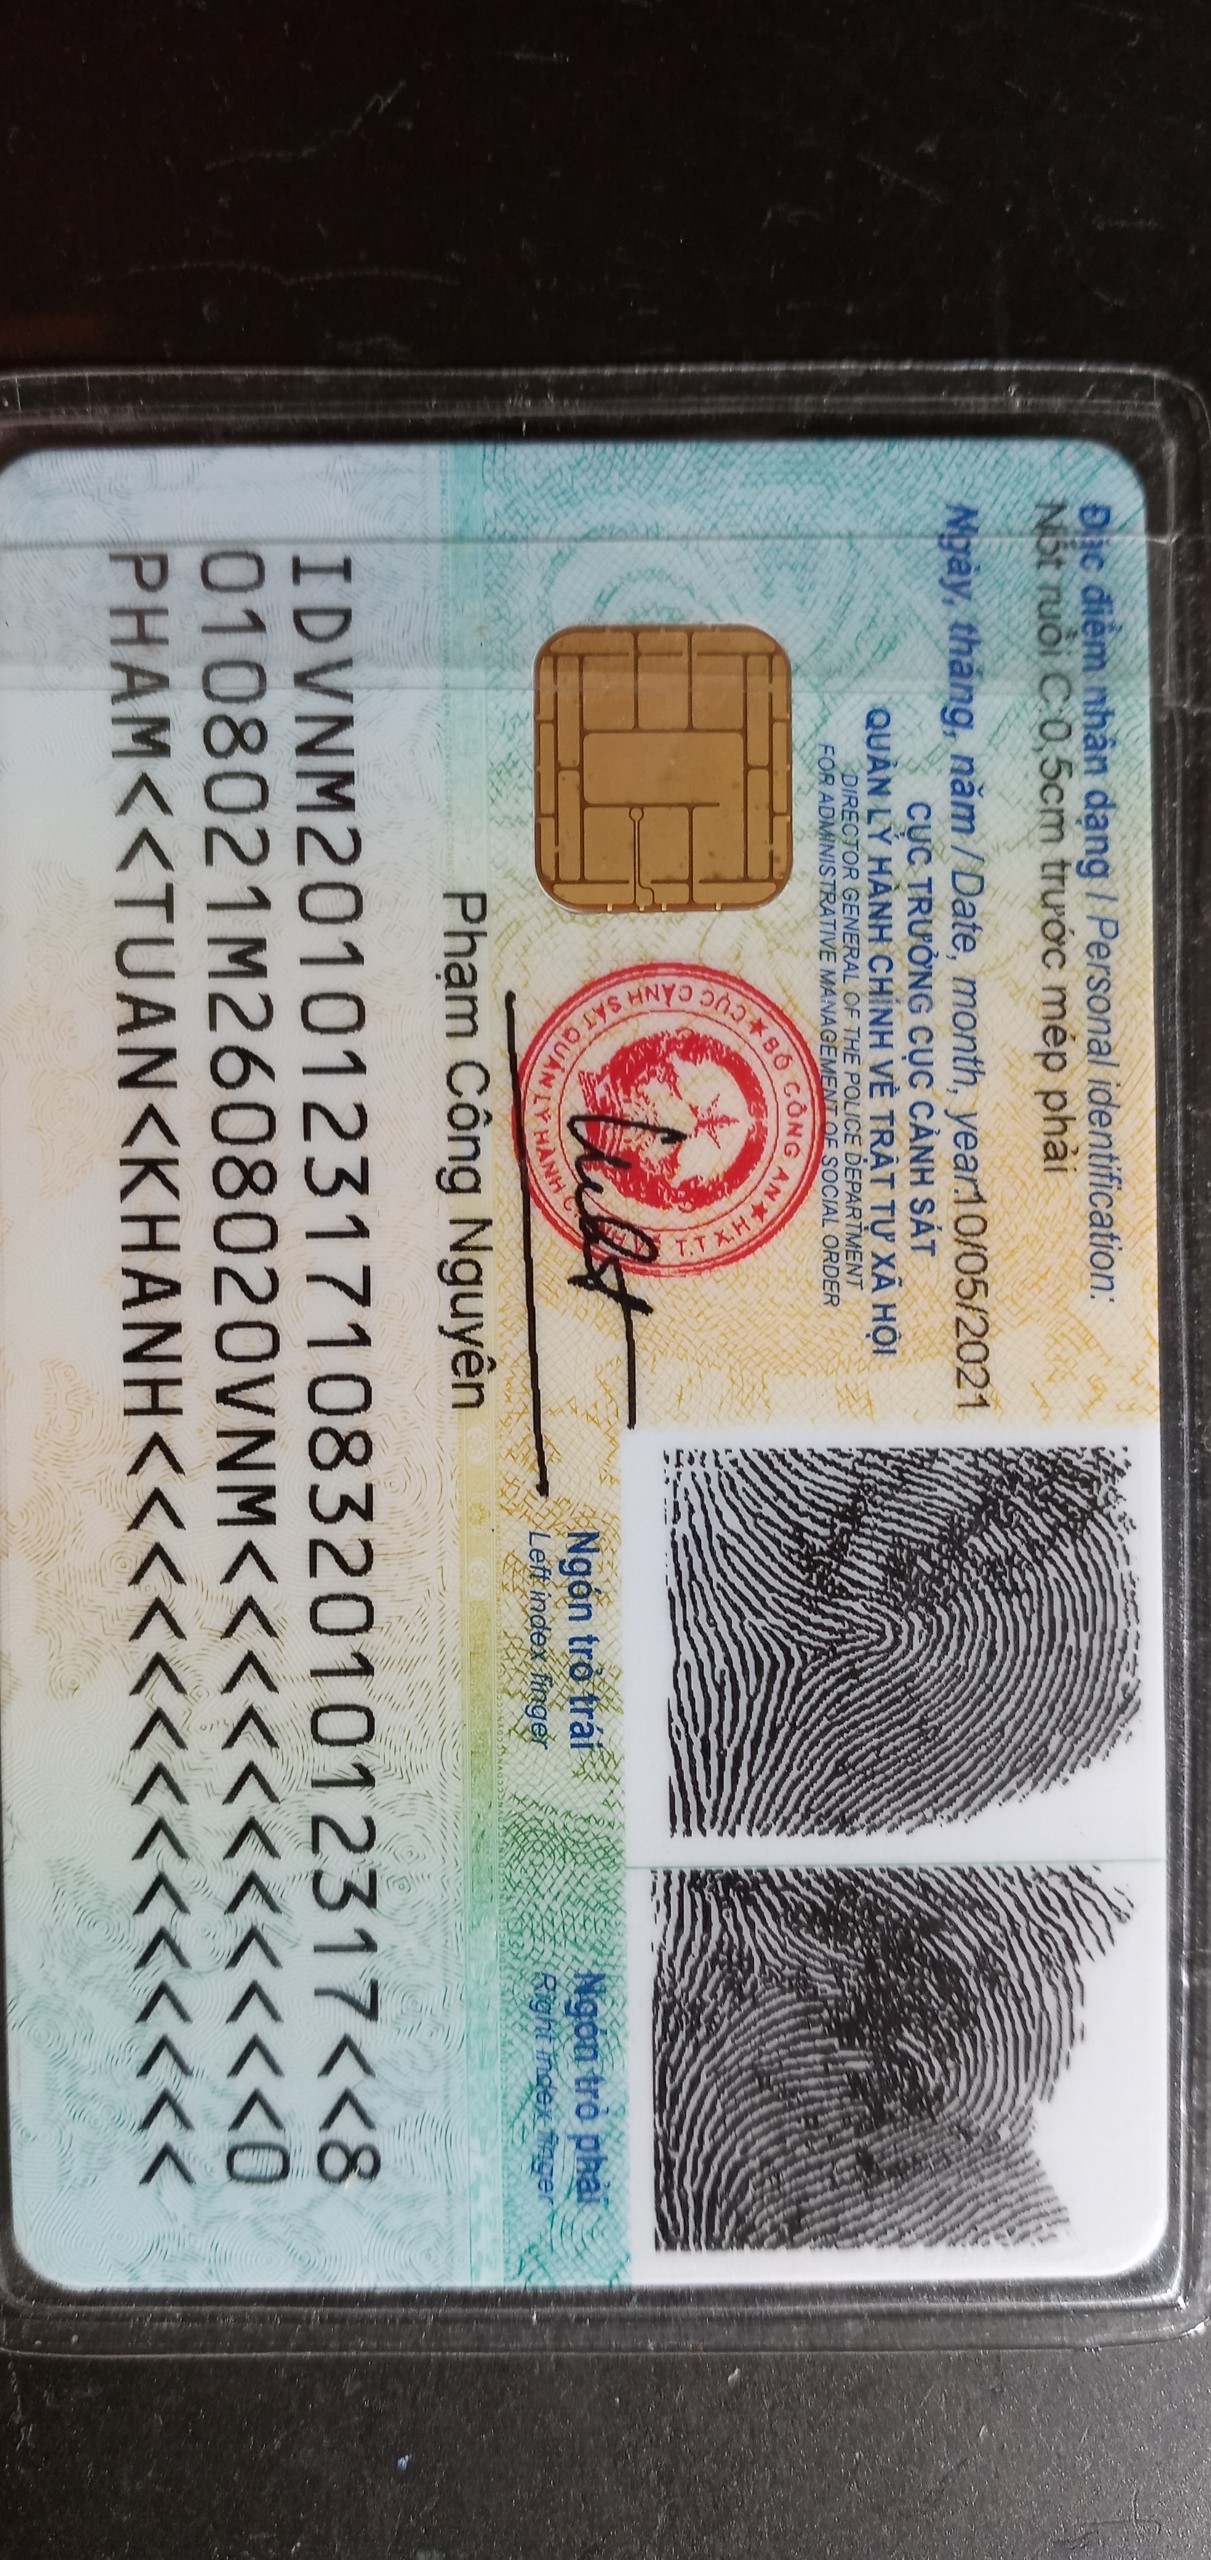 Đặc điểm nhân dạng / Personal identification:
Nốt ruồi C:0,5cm trước mép phải
Ngày, tháng, năm / Date, month, year: 10/05/2021
CỤC TRƯỞNG CỤC CẢNH SÁT
QUẢN LÝ HÀNH CHÍNH VỀ TRẬT TỰ XÃ HỘI
DIRECTOR GENERAL OF THE POLICE DEPARTMENT
FOR ADMINISTRATIVE MANAGEMENT OF SOCIAL ORDER
★ BỘ CÔNG AN ★
CỤC CẢNH SÁT QUẢN LÝ HÀNH CHÍNH VỀ T.T.X.H
Phạm Công Nguyên
Ngón trỏ trái
Left index finger
Ngón trỏ phải
Right index finger
IDVNM2010123171083201012317<<8
0108021M2608020VNM<<<<<<<<<<<0
PHAM<<TUAN<KHANH<<<<<<<<<<<<<<